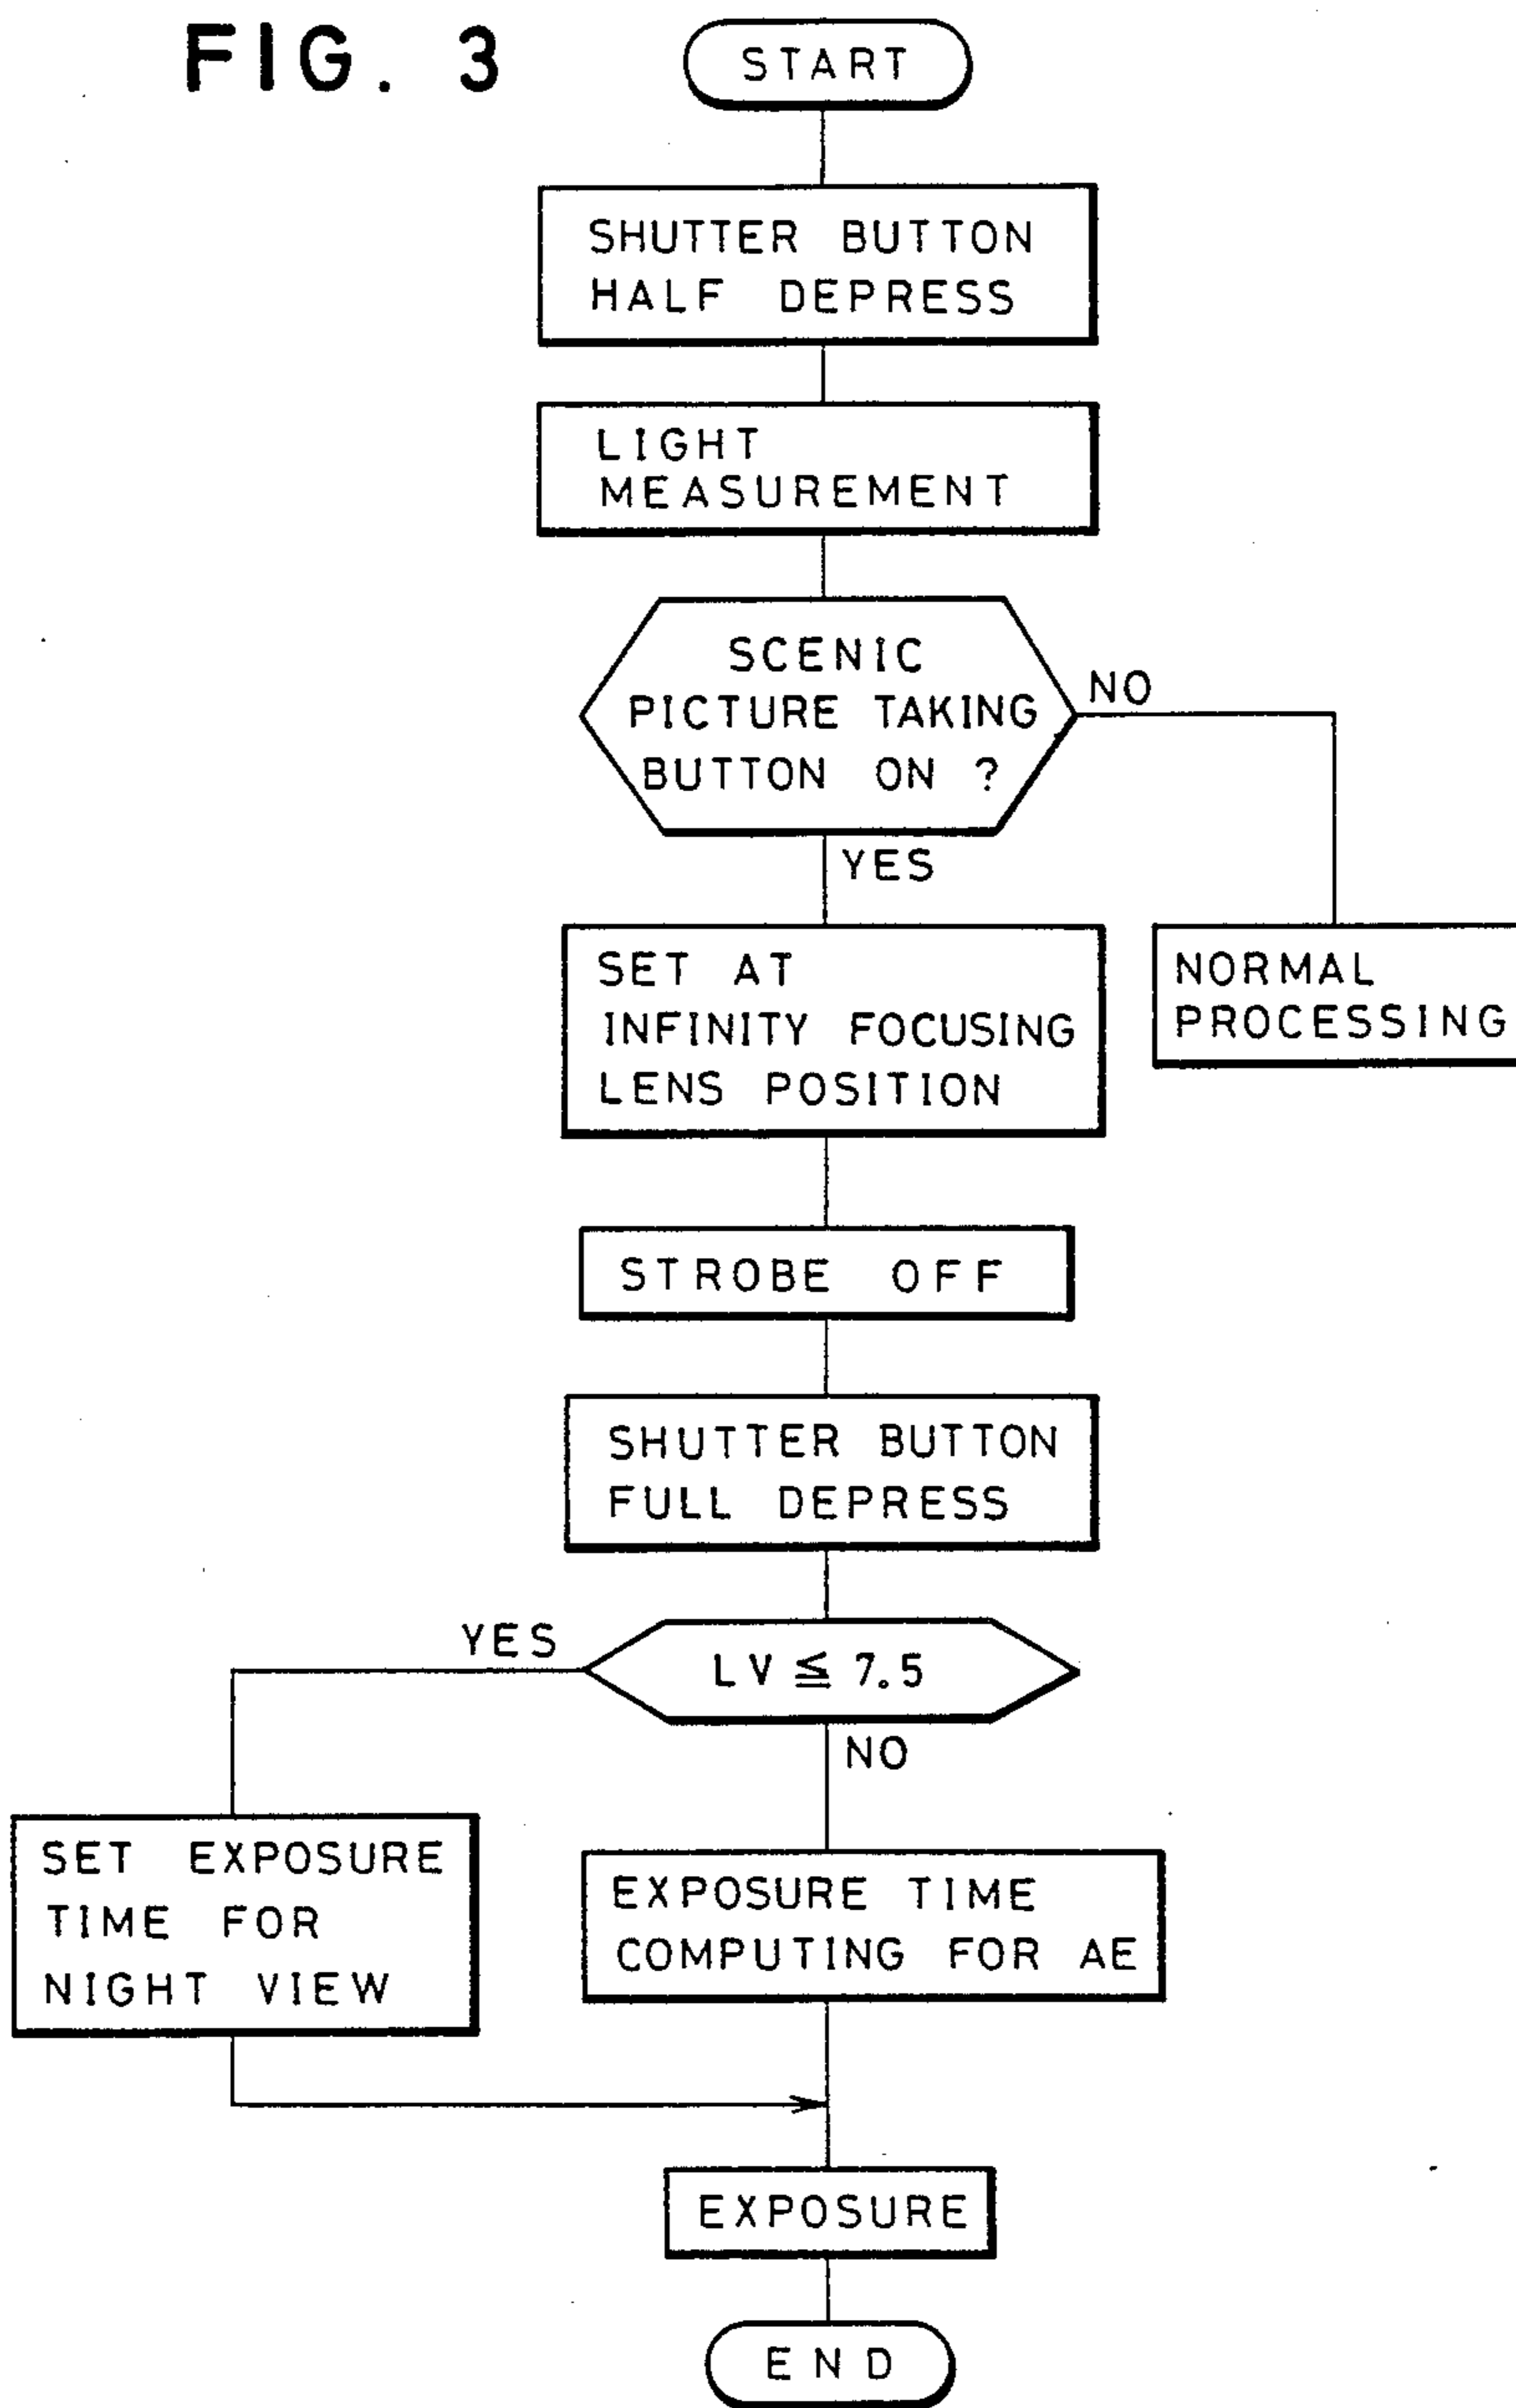 FIG. 3
START
SHUTTER BUTTON
HALF DEPRESS
LIGHT
MEASUREMENT
SCENIC
PICTURE TAKING
BUTTON ON ?
NO
YES
SET AT
INFINITY FOCUSING
LENS POSITION
NORMAL
PROCESSING
STROBE OFF
SHUTTER BUTTON
FULL DEPRESS
YES
LV ≦ 7.5
NO
SET EXPOSURE
TIME FOR
NIGHT VIEW
EXPOSURE TIME
COMPUTING FOR AE
EXPOSURE
END